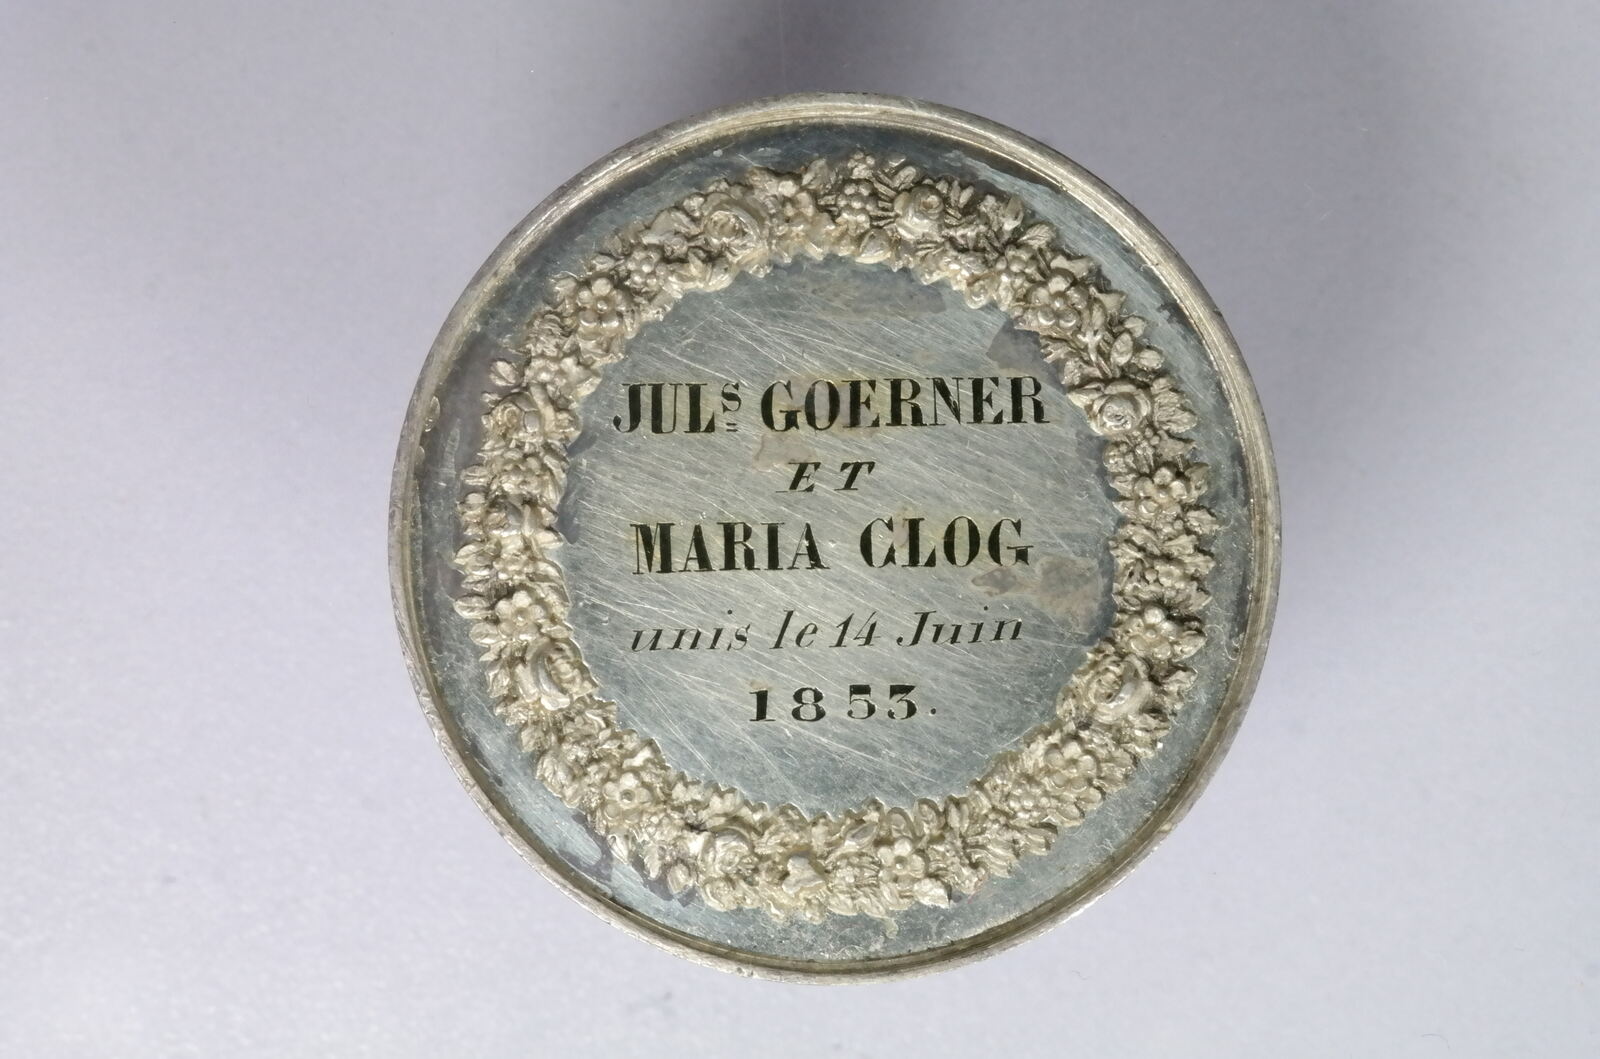 JULˢ GOERNER
ET
MARIA CLOG
unis le 14 Juin
1853.